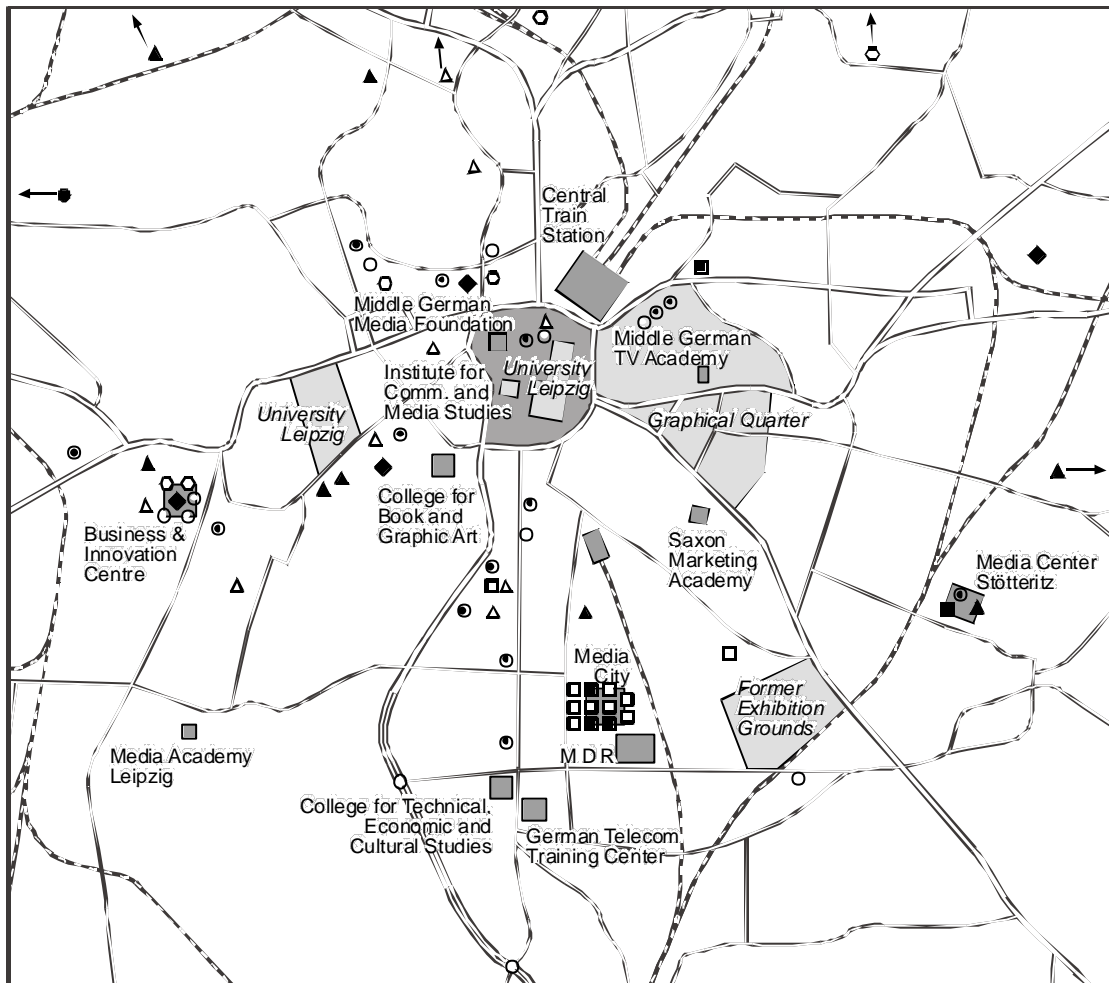 Central
Train
Station
Middle German
Media Foundation
Middle German
TV Academy
Institute for
Comm. and
Media Studies
University
Leipzig
University
Leipzig
Graphical Quarter
College for
Book and
Graphic Art
Business &
Innovation
Centre
Saxon
Marketing
Academy
Media Center
Stötteritz
Media
City
Former
Exhibition
Grounds
Media Academy
Leipzig
MDR
College for Technical,
Economic and
Cultural Studies
German Telecom
Training Center